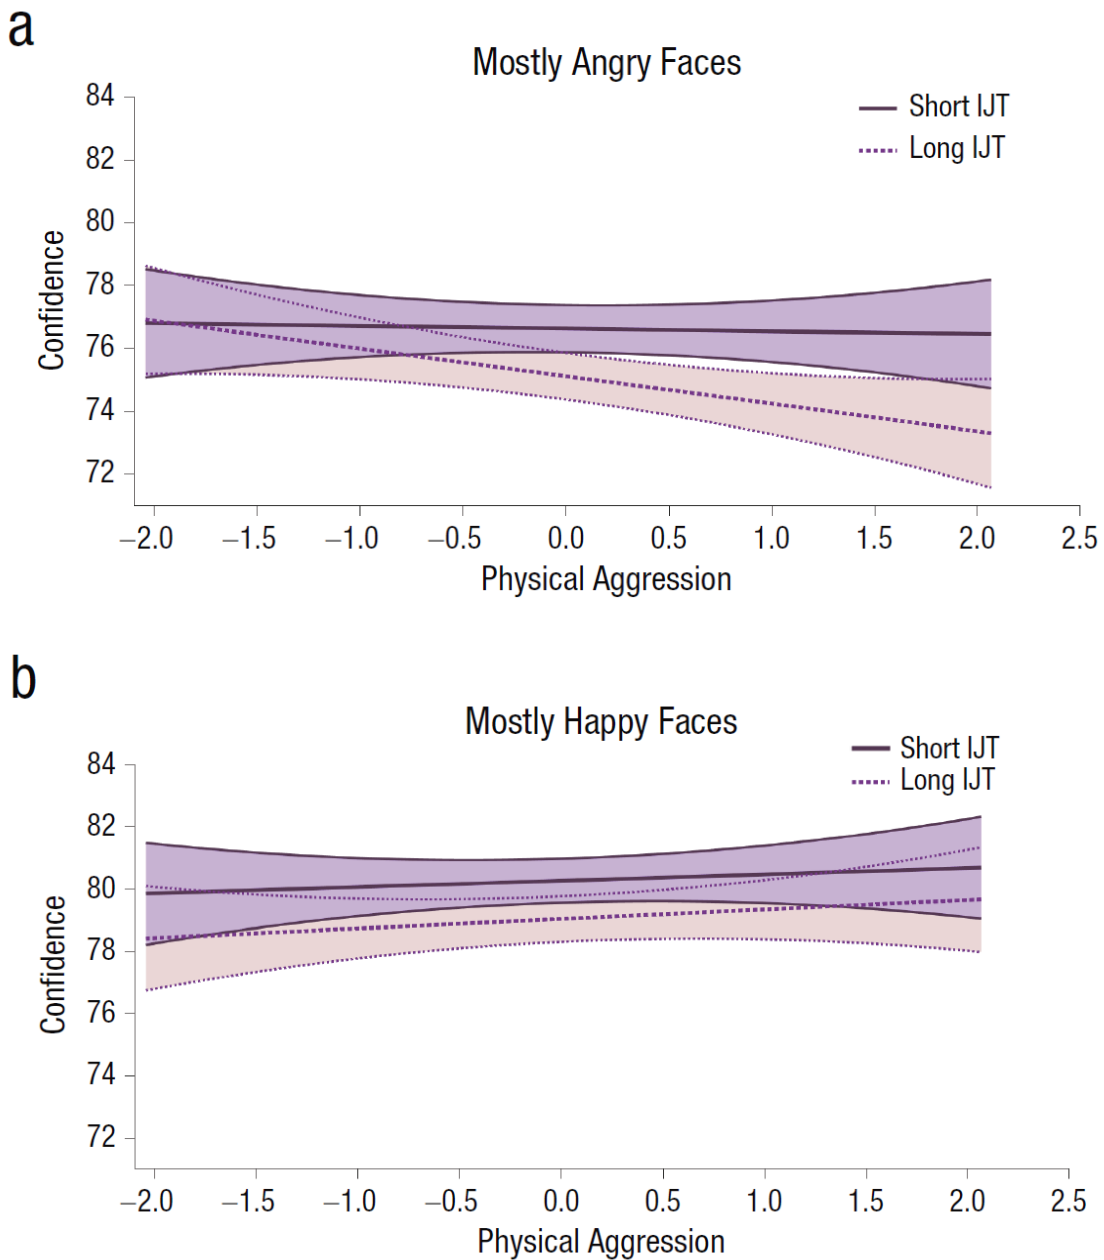 a
Mostly Angry Faces
Short IJT
Long IJT
84
82
80
78
76
74
72
Confidence
−2.0 −1.5 −1.0 −0.5 0.0 0.5 1.0 1.5 2.0 2.5
Physical Aggression
b
Mostly Happy Faces
Short IJT
Long IJT
84
82
80
78
76
74
72
Confidence
−2.0 −1.5 −1.0 −0.5 0.0 0.5 1.0 1.5 2.0 2.5
Physical Aggression